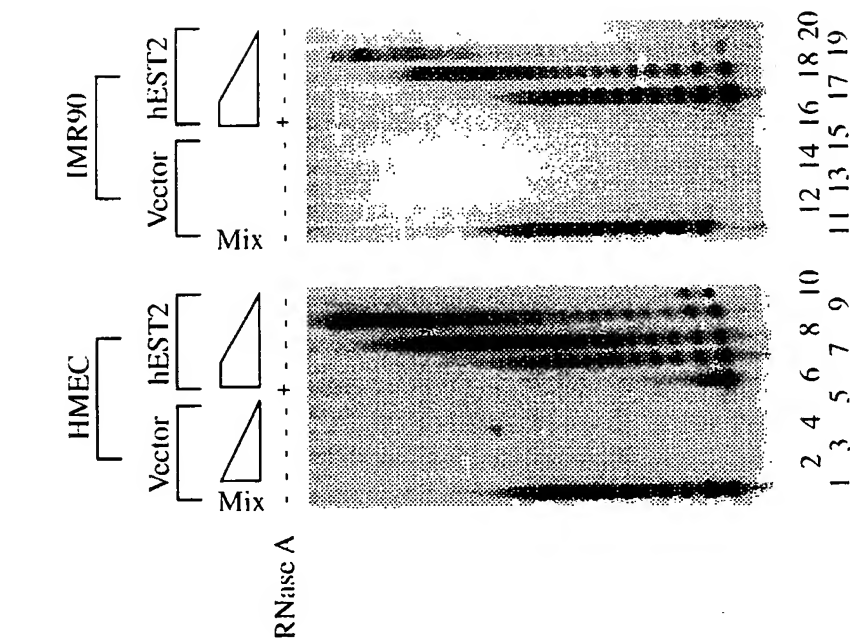 HMEC IMR90
Vector hEST2 Vector hEST2
Mix Mix
RNase A - - - - - + - - - - - - - - - + - - - -
2 4 6 8 10 12 14 16 18 20
1 3 5 7 9 11 13 15 17 19